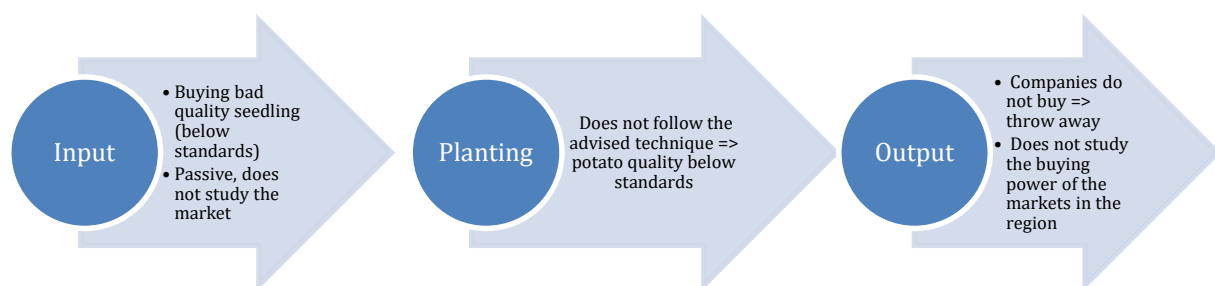 Input
• Buying bad
quality seedling
(below
standards)
• Passive, does
not study the
market
Planting
Does not follow the
advised technique =>
potato quality below
standards
Output
• Companies do
not buy =>
throw away
• Does not study
the buying
power of the
markets in the
region